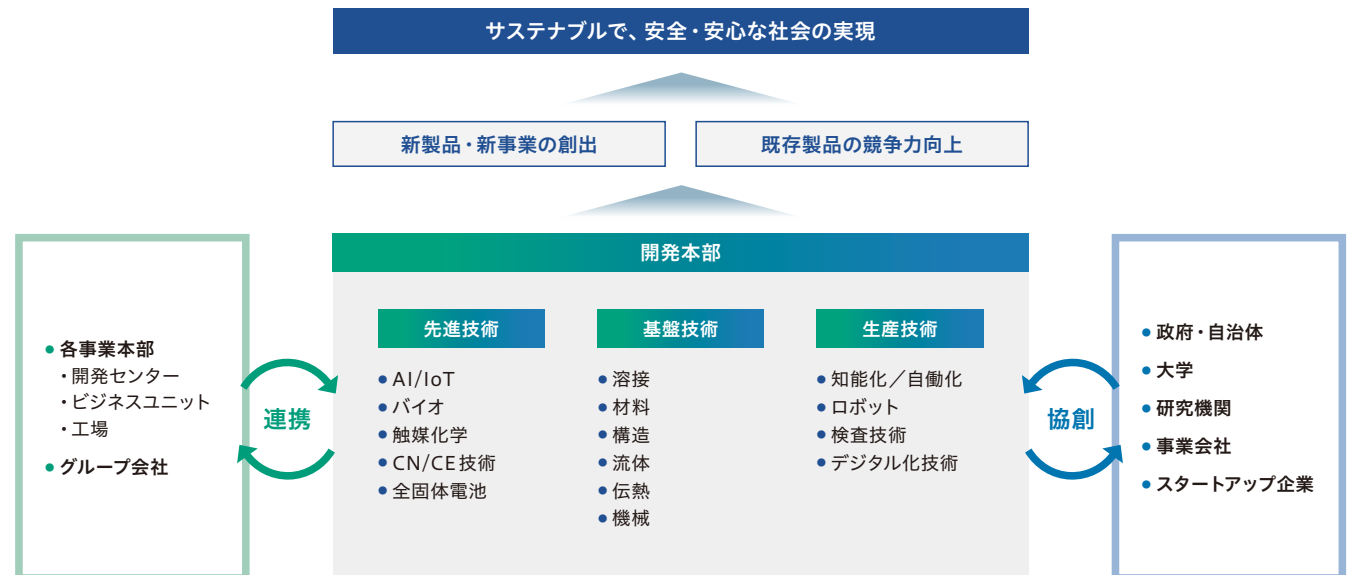 サステナブルで、安全・安心な社会の実現
新製品・新事業の創出
既存製品の競争力向上
開発本部
● 各事業本部
・開発センター
・ビジネスユニット
・工場
● グループ会社
連携
先進技術
● AI/IoT
● バイオ
● 触媒化学
● CN/CE技術
● 全固体電池
基盤技術
● 溶接
● 材料
● 構造
● 流体
● 伝熱
● 機械
生産技術
● 知能化／自働化
● ロボット
● 検査技術
● デジタル化技術
協創
● 政府・自治体
● 大学
● 研究機関
● 事業会社
● スタートアップ企業